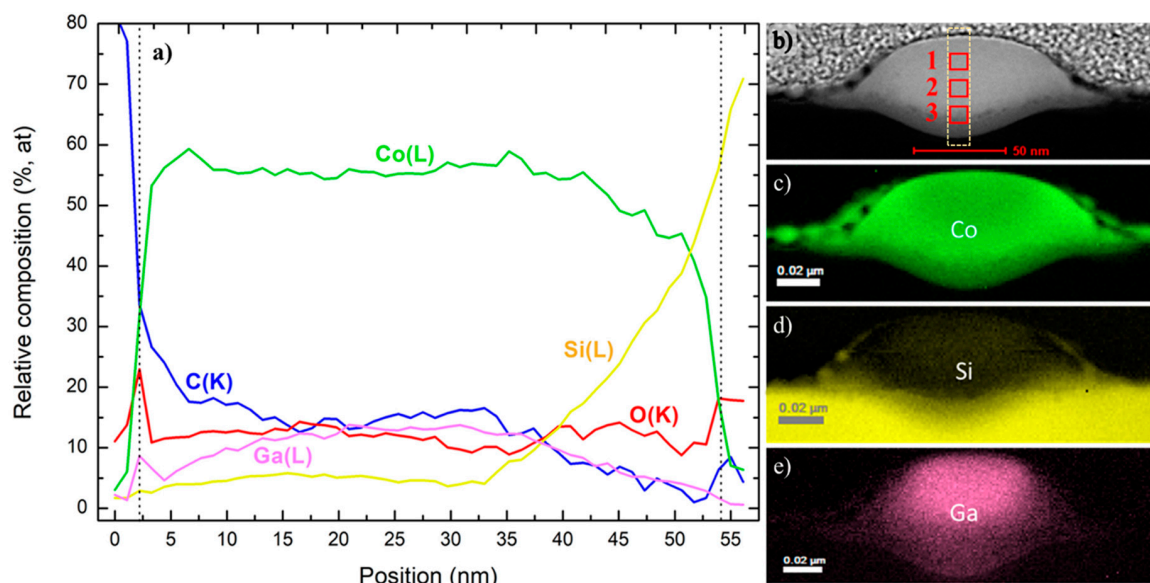 a)
Relative composition (%, at)
80
70
60
50
40
30
20
10
0
Co(L)
C(K)
Si(L)
O(K)
Ga(L)
0 5 10 15 20 25 30 35 40 45 50 55
Position (nm)
b)
1
2
3
50 nm
c)
Co
0.02 µm
d)
Si
0.02 µm
e)
Ga
0.02 µm